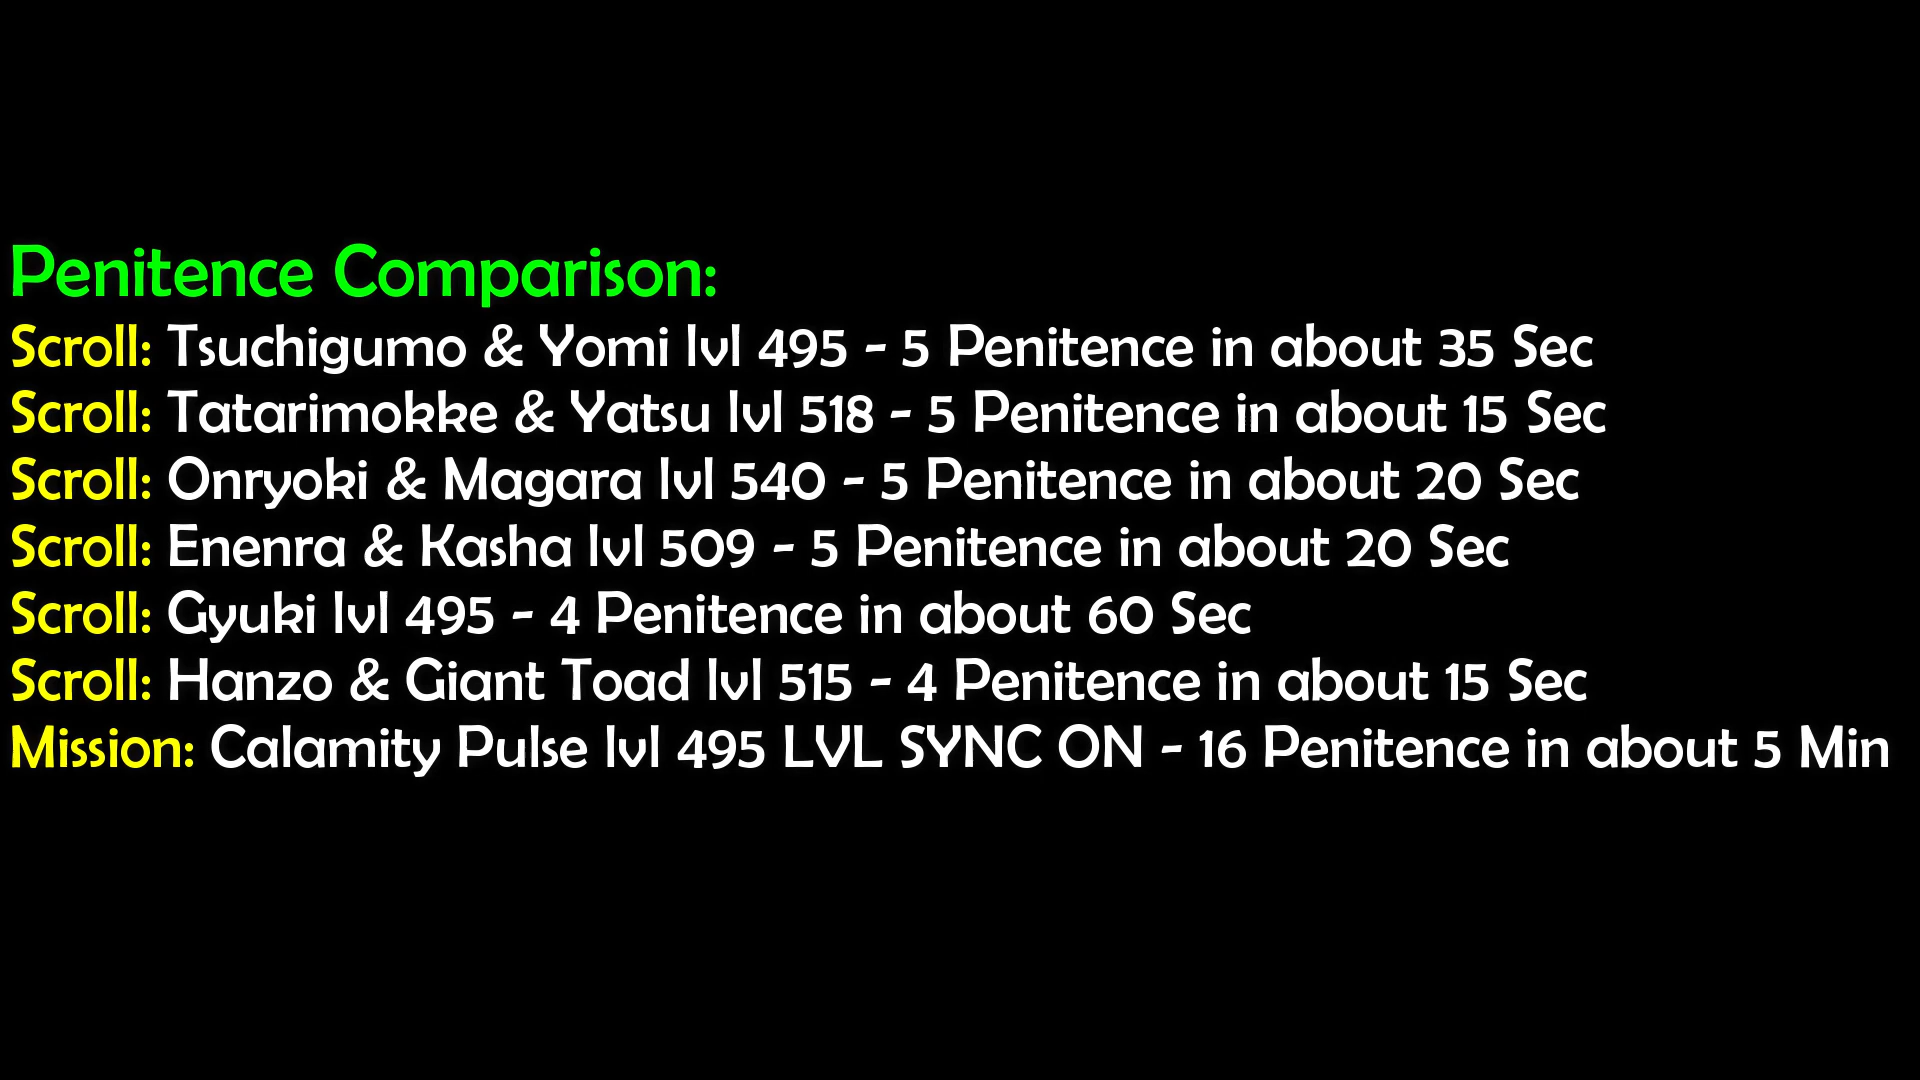 Penitence Comparison:
Scroll: Tsuchigumo & Yomi lvl 495 - 5 Penitence in about 35 Sec
Scroll: Tatarimokke & Yatsu lvl 518 - 5 Penitence in about 15 Sec
Scroll: Onryoki & Magara lvl 540 - 5 Penitence in about 20 Sec
Scroll: Enenra & Kasha lvl 509 - 5 Penitence in about 20 Sec
Scroll: Gyuki lvl 495 - 4 Penitence in about 60 Sec
Scroll: Hanzo & Giant Toad lvl 515 - 4 Penitence in about 15 Sec
Mission: Calamity Pulse lvl 495 LVL SYNC ON - 16 Penitence in about 5 Min